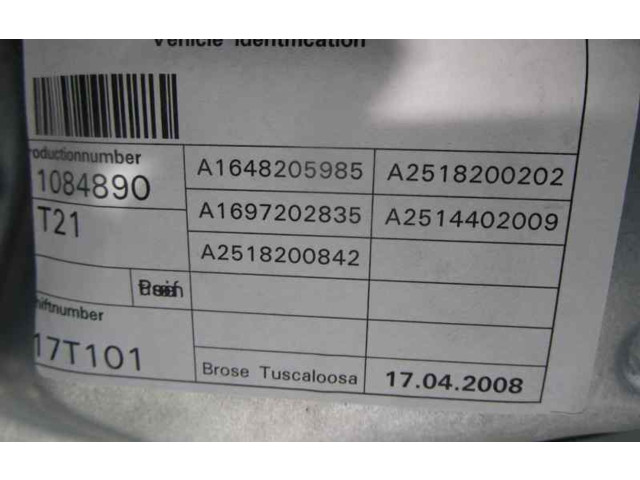 Vehicle Identification
roductionnumber
1084890
A1648205985 A2518200202
T21
A1697202835 A2514402009
A2518200842
hiftnumber
17T101
Brose Tuscaloosa 17.04.2008